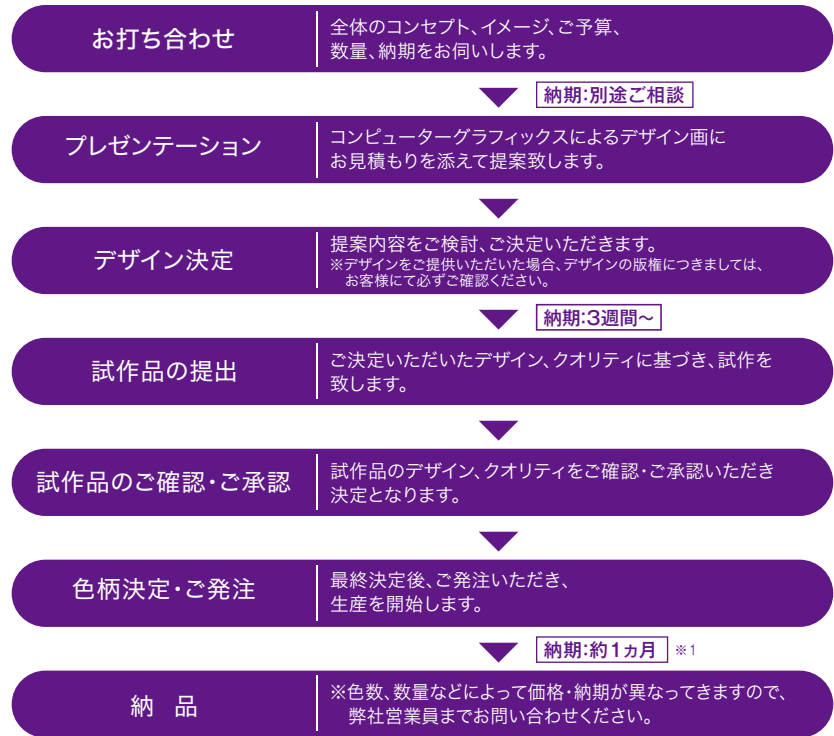 お打ち合わせ
全体のコンセプト、イメージ、ご予算、
数量、納期をお伺いします。
納期:別途ご相談
プレゼンテーション
コンピューターグラフィックスによるデザイン画に
お見積もりを添えて提案致します。
デザイン決定
提案内容をご検討、ご決定いただきます。
※デザインをご提供いただいた場合、デザインの版権につきましては、
お客様にて必ずご確認ください。
納期:3週間〜
試作品の提出
ご決定いただいたデザイン、クオリティに基づき、試作を
致します。
試作品のご確認・ご承認
試作品のデザイン、クオリティをご確認・ご承認いただき
決定となります。
色柄決定・ご発注
最終決定後、ご発注いただき、
生産を開始します。
納期:約1ヵ月 ※1
納 品
※色数、数量などによって価格・納期が異なってきますので、
弊社営業員までお問い合わせください。